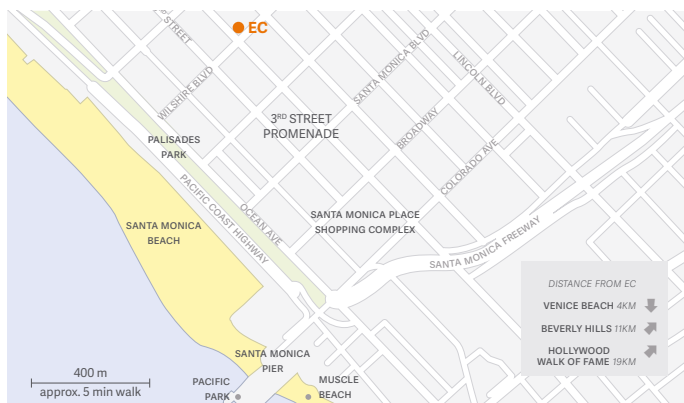 RD STREET
EC
WILSHIRE BLVD
SANTA MONICA BLVD
LINCOLN BLVD
3RD STREET
PROMENADE
BROADWAY
PALISADES
PARK
COLORADO AVE
PACIFIC COAST HIGHWAY
OCEAN AVE
SANTA MONICA PLACE
SHOPPING COMPLEX
SANTA MONICA
BEACH
SANTA MONICA FREEWAY
DISTANCE FROM EC
VENICE BEACH 4KM
BEVERLY HILLS 11KM
HOLLYWOOD
WALK OF FAME 19KM
SANTA MONICA
PIER
400 m
approx. 5 min walk
PACIFIC
PARK
MUSCLE
BEACH